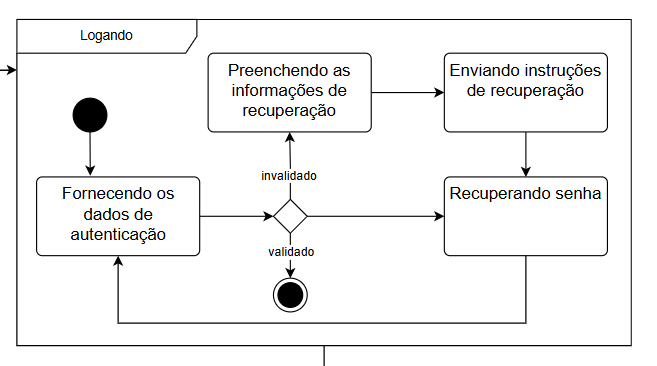 Logando
Preenchendo as
informações de
recuperação
Enviando instruções
de recuperação
invalidado
Fornecendo os
dados de
autenticação
Recuperando senha
validado